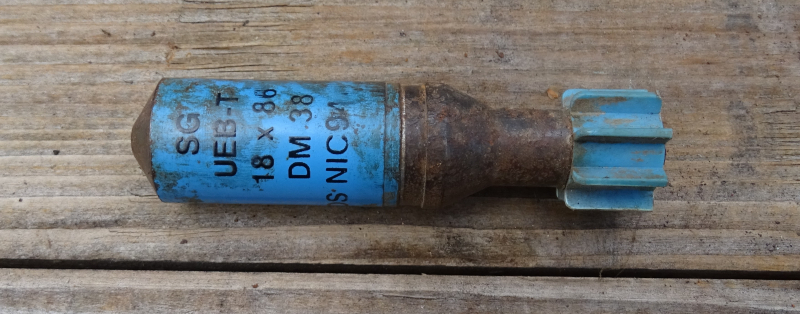 SG
UEB-T
18 x 86
DM 38
NIC